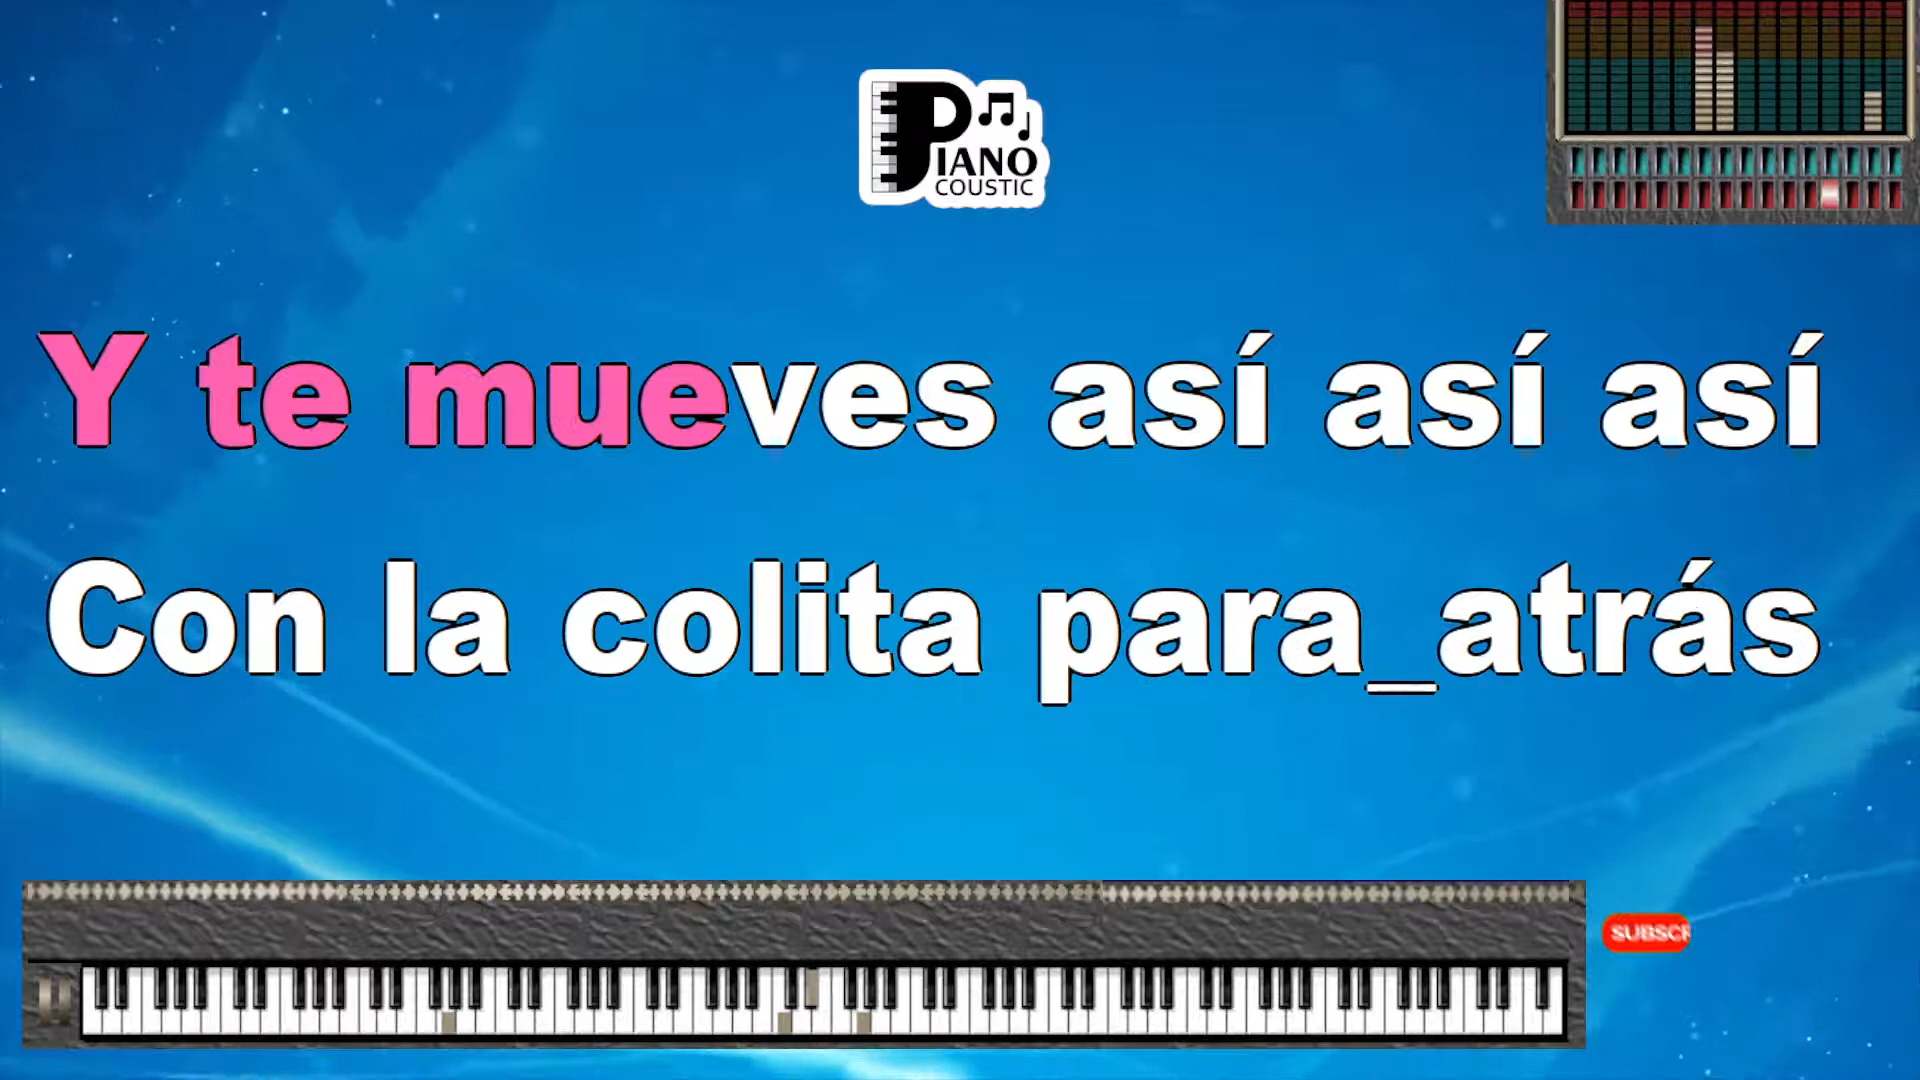 PIANO
COUSTIC
Y te mueves así así así
Con la colita para_atrás
SUBSCR